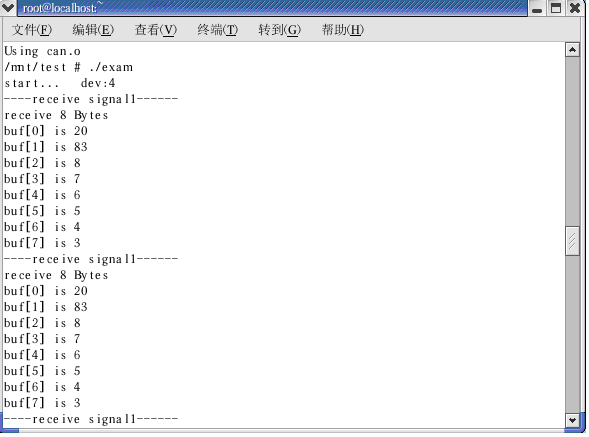 root@localhost:~
文件(F) 编辑(E) 查看(V) 终端(T) 转到(G) 帮助(H)
Using can.o
/mnt/test # ./exam
start... dev:4
----receive signal1------
receive 8 Bytes
buf[0] is 20
buf[1] is 83
buf[2] is 8
buf[3] is 7
buf[4] is 6
buf[5] is 5
buf[6] is 4
buf[7] is 3
----receive signal1------
receive 8 Bytes
buf[0] is 20
buf[1] is 83
buf[2] is 8
buf[3] is 7
buf[4] is 6
buf[5] is 5
buf[6] is 4
buf[7] is 3
----receive signal1------